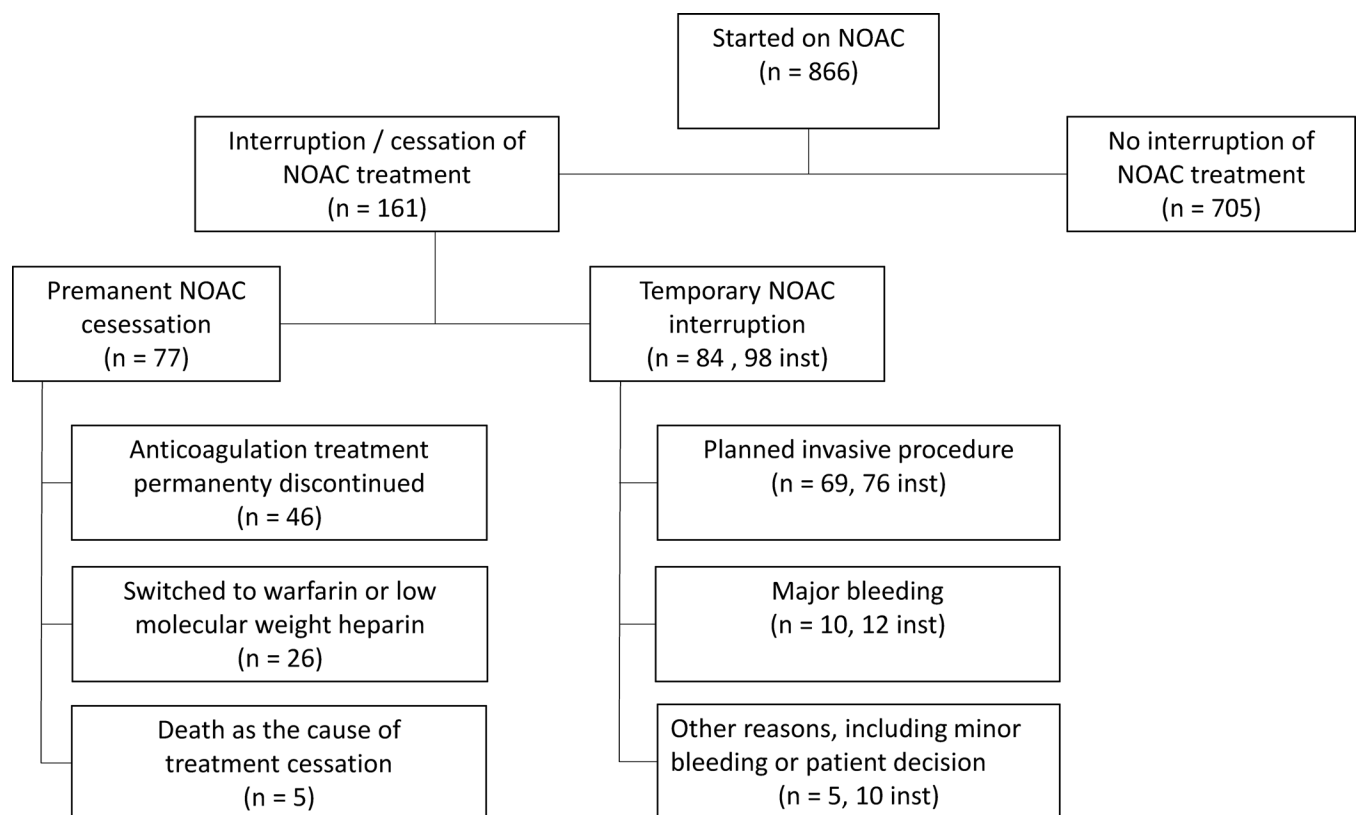 Started on NOAC
(n = 866)
Interruption / cessation of
NOAC treatment
(n = 161)
No interruption of
NOAC treatment
(n = 705)
Premanent NOAC
cesessation
(n = 77)
Temporary NOAC
interruption
(n = 84 , 98 inst)
Anticoagulation treatment
permanenty discontinued
(n = 46)
Switched to warfarin or low
molecular weight heparin
(n = 26)
Death as the cause of
treatment cessation
(n = 5)
Planned invasive procedure
(n = 69, 76 inst)
Major bleeding
(n = 10, 12 inst)
Other reasons, including minor
bleeding or patient decision
(n = 5, 10 inst)